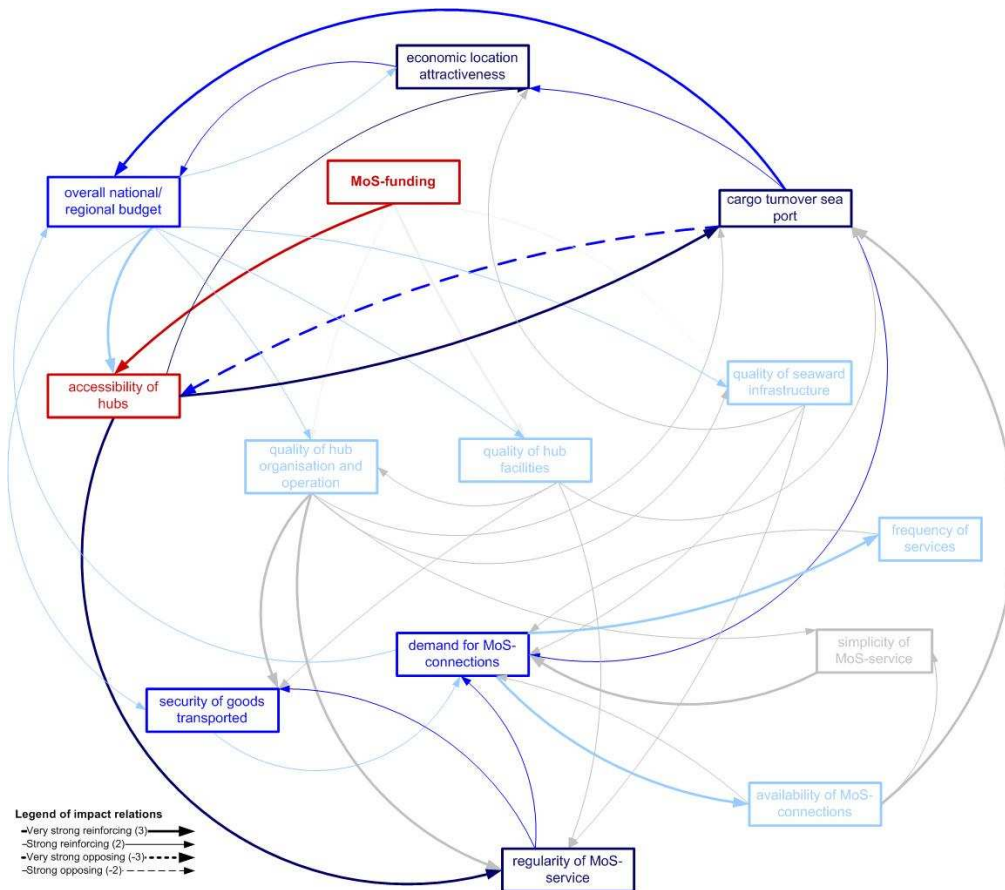 economic location
attractiveness
MoS-funding
overall national/
regional budget
cargo turnover sea
port
accessibility of
hubs
quality of seaward
infrastructure
quality of hub
organisation and
operation
quality of hub
facilities
frequency of
services
demand for MoS-
connections
simplicity of
MoS-service
security of goods
transported
availability of MoS-
connections
regularity of MoS-
service
Legend of impact relations
Very strong reinforcing (3)
Strong reinforcing (2)
Very strong opposing (-3)
Strong opposing (-2)